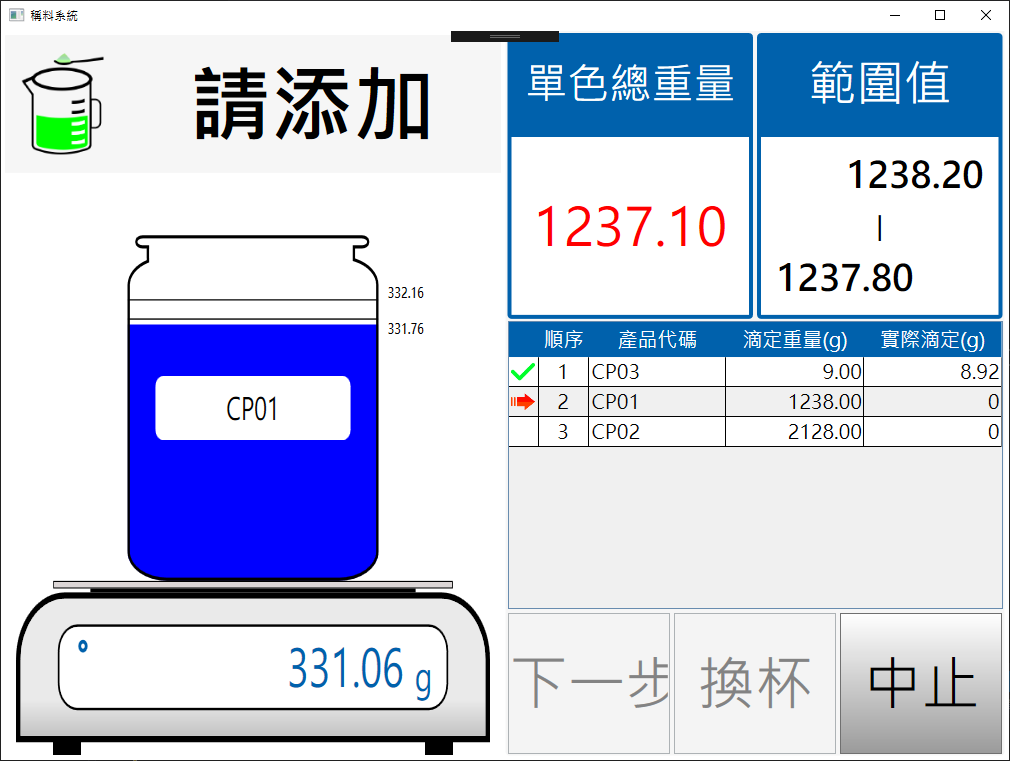 稱料系統
請添加
單色總重量
1237.10
範圍值
1238.20
|
1237.80
332.16
331.76
CP01
331.06 g
順序 產品代碼 滴定重量(g) 實際滴定(g)
1 CP03 9.00 8.92
2 CP01 1238.00 0
3 CP02 2128.00 0
下一步 換杯 中止